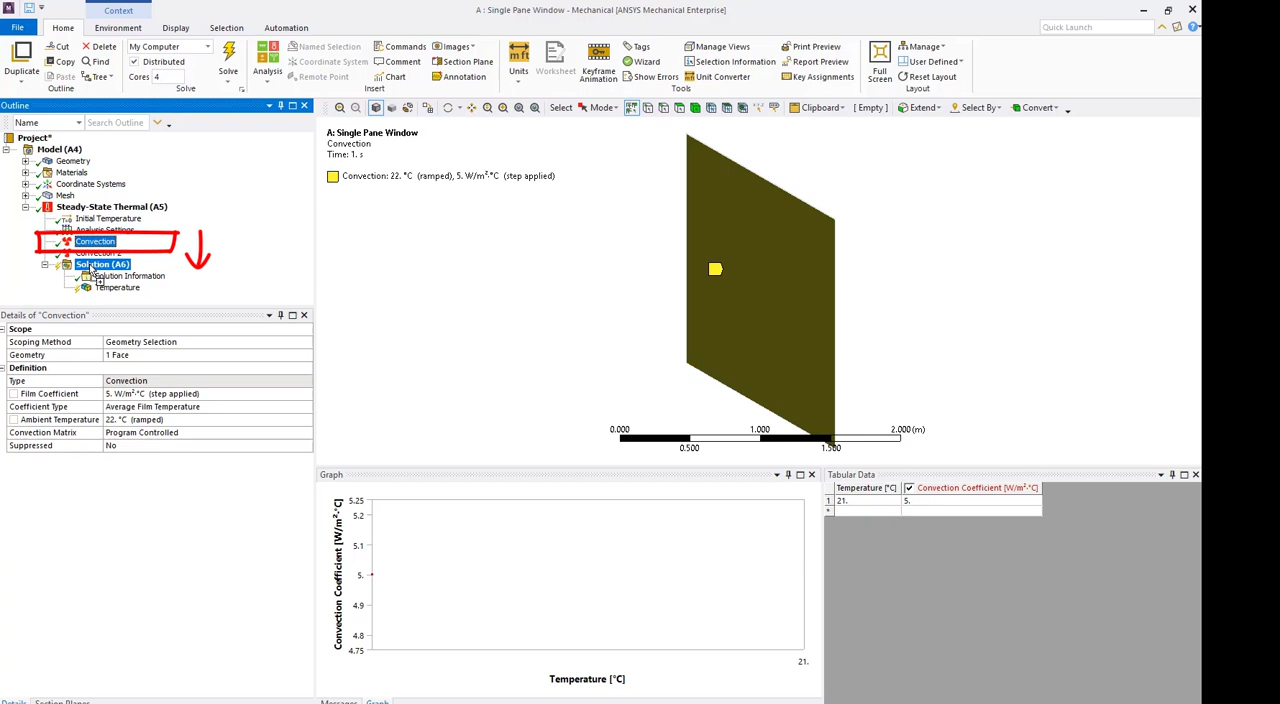 A : Single Pane Window - Mechanical [ANSYS Mechanical Enterprise]
Context
File Home Environment Display Selection Automation
Quick Launch
Duplicate
Cut
Copy
Paste
Delete
Find
Tree
Outline
My Computer
Distributed
Cores 4
Solve
Solve
Analysis
Named Selection
Coordinate System
Remote Point
Commands
Comment
Chart
Images
Section Plane
Annotation
Insert
Units
Worksheet
Keyframe
Animation
Tags
Wizard
Show Errors
Manage Views
Selection Information
Unit Converter
Print Preview
Report Preview
Key Assignments
Tools
Full
Screen
Manage
User Defined
Reset Layout
Layout
Outline
Name Search Outline
Select Mode Clipboard [ Empty ] Extend Select By Convert
Project*
Model (A4)
Geometry
Materials
Coordinate Systems
Mesh
Steady-State Thermal (A5)
Initial Temperature
Analysis Settings
Convection
Convection 2
Solution (A6)
Solution Information
Temperature
A: Single Pane Window
Convection
Time: 1. s
Convection: 22. °C (ramped), 5. W/m²·°C (step applied)
0.000 1.000 2.000 (m)
0.500 1.500
Details of "Convection"
Scope
Scoping Method Geometry Selection
Geometry 1 Face
Definition
Type Convection
Film Coefficient 5. W/m²·°C (step applied)
Coefficient Type Average Film Temperature
Ambient Temperature 22. °C (ramped)
Convection Matrix Program Controlled
Suppressed No
Graph
Convection Coefficient [W/m²·°C]
5.25
5.2
5.1
5.
4.9
4.8
4.75
21.
Temperature [°C]
Tabular Data
Temperature [°C] Convection Coefficient [W/m²·°C]
1 21. 5.
*
Details Section Planes
Messages Graph